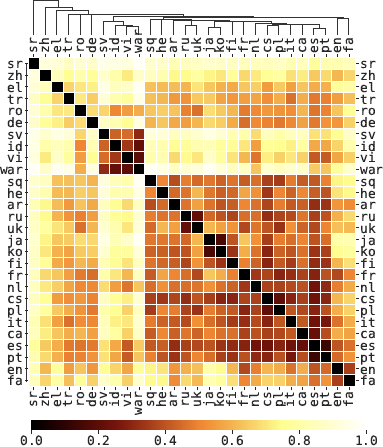 sr sr
zh zh
el el
tr tr
ro ro
de de
sv sv
id id
vi vi
war war
sq sq
he he
ar ar
ru ru
uk uk
ja ja
ko ko
fi fi
fr fr
nl nl
cs cs
pl pl
it it
ca ca
es es
pt pt
en en
fa fa
sr zh el tr ro de sv id vi war sq he ar ru uk ja ko fi fr nl cs pl it ca es pt en fa
0.0 0.2 0.4 0.6 0.8 1.0